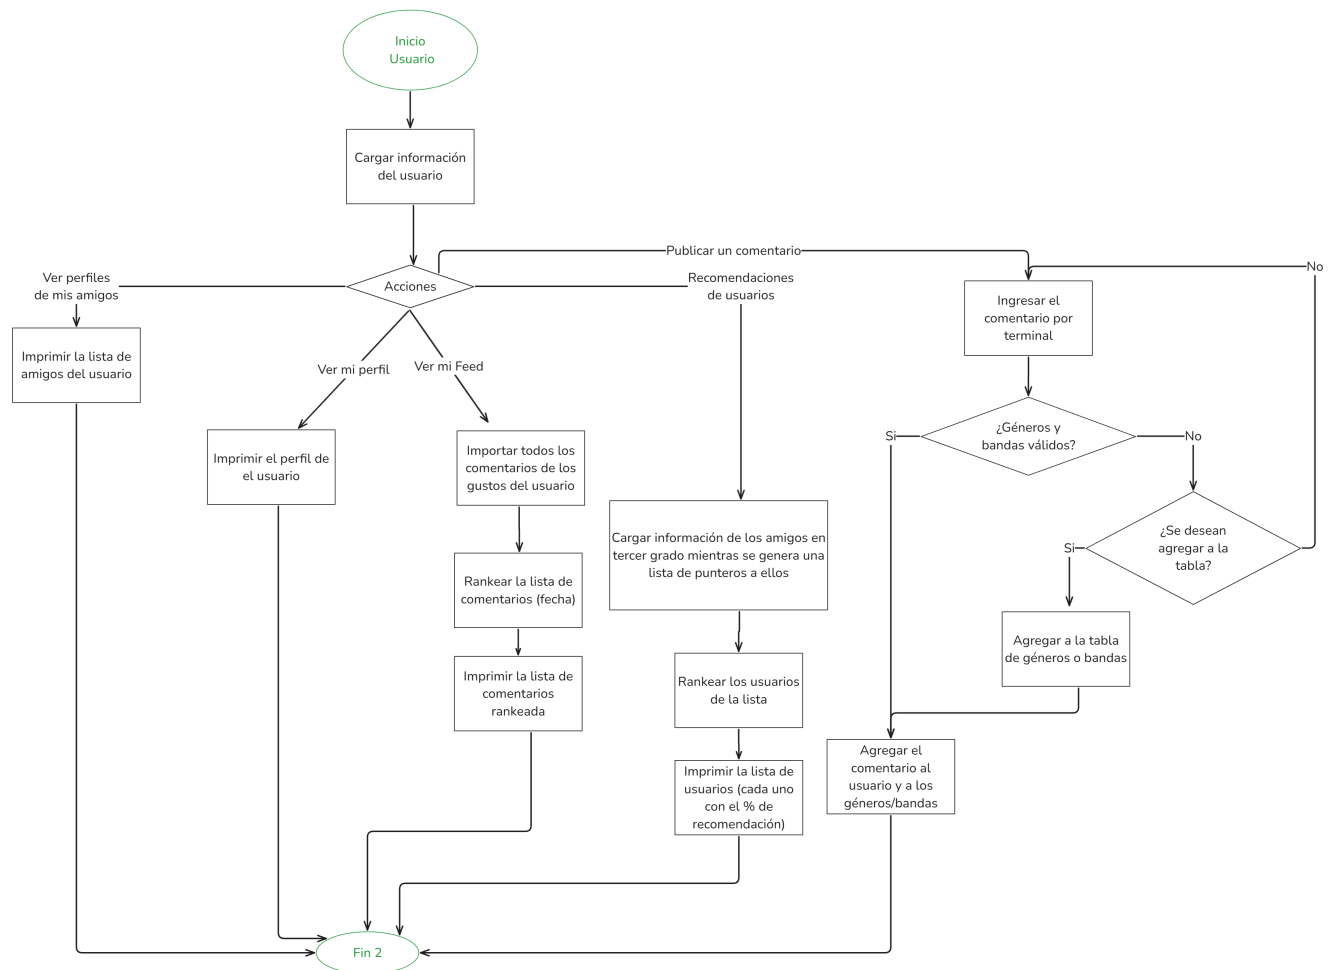 Inicio
Usuario
Cargar información
del usuario
Publicar un comentario
No
Ver perfiles
de mis amigos
Acciones
Recomendaciones
de usuarios
Ingresar el
comentario por
terminal
Imprimir la lista de
amigos del usuario
Ver mi perfil
Ver mi Feed
Si
¿Géneros y
bandas válidos?
No
Imprimir el perfil de
el usuario
Importar todos los
comentarios de los
gustos del usuario
Cargar información de los amigos en
tercer grado mientras se genera una
lista de punteros a ellos
Si
¿Se desean
agregar a la
tabla?
Rankear la lista de
comentarios (fecha)
Agregar a la tabla
de géneros o bandas
Imprimir la lista de
comentarios
rankeada
Rankear los usuarios
de la lista
Imprimir la lista de
usuarios (cada uno
con el % de
recomendación)
Agregar el
comentario al
usuario y a los
géneros/bandas
Fin 2